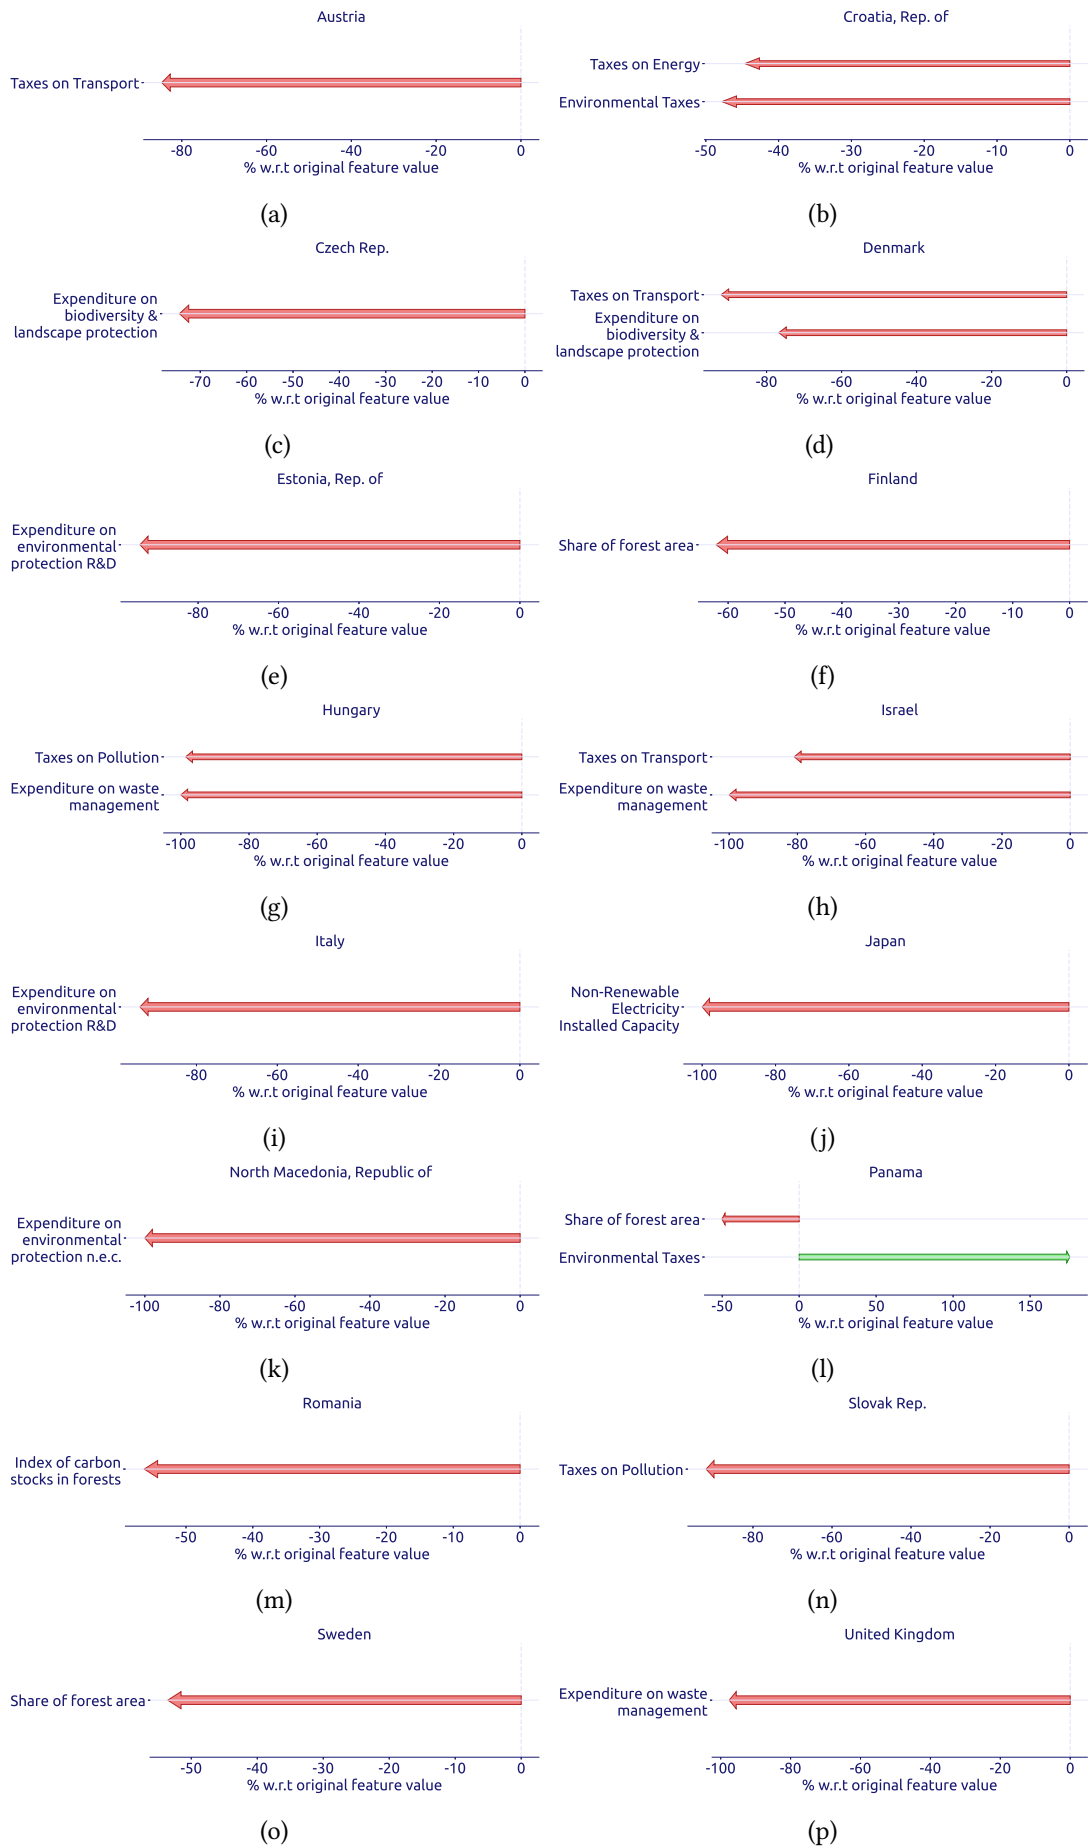 Austria
Taxes on Transport
-80 -60 -40 -20 0
% w.r.t original feature value
(a)
Croatia, Rep. of
Taxes on Energy
Environmental Taxes
-50 -40 -30 -20 -10 0
% w.r.t original feature value
(b)
Czech Rep.
Expenditure on
biodiversity &
landscape protection
-70 -60 -50 -40 -30 -20 -10 0
% w.r.t original feature value
(c)
Denmark
Taxes on Transport
Expenditure on
biodiversity &
landscape protection
-80 -60 -40 -20 0
% w.r.t original feature value
(d)
Estonia, Rep. of
Expenditure on
environmental
protection R&D
-80 -60 -40 -20 0
% w.r.t original feature value
(e)
Finland
Share of forest area
-60 -50 -40 -30 -20 -10 0
% w.r.t original feature value
(f)
Hungary
Taxes on Pollution
Expenditure on waste
management
-100 -80 -60 -40 -20 0
% w.r.t original feature value
(g)
Israel
Taxes on Transport
Expenditure on waste
management
-100 -80 -60 -40 -20 0
% w.r.t original feature value
(h)
Italy
Expenditure on
environmental
protection R&D
-80 -60 -40 -20 0
% w.r.t original feature value
(i)
Japan
Non-Renewable
Electricity
Installed Capacity
-100 -80 -60 -40 -20 0
% w.r.t original feature value
(j)
North Macedonia, Republic of
Expenditure on
environmental
protection n.e.c.
-100 -80 -60 -40 -20 0
% w.r.t original feature value
(k)
Panama
Share of forest area
Environmental Taxes
-50 0 50 100 150
% w.r.t original feature value
(l)
Romania
Index of carbon
stocks in forests
-50 -40 -30 -20 -10 0
% w.r.t original feature value
(m)
Slovak Rep.
Taxes on Pollution
-80 -60 -40 -20 0
% w.r.t original feature value
(n)
Sweden
Share of forest area
-50 -40 -30 -20 -10 0
% w.r.t original feature value
(o)
United Kingdom
Expenditure on waste
management
-100 -80 -60 -40 -20 0
% w.r.t original feature value
(p)